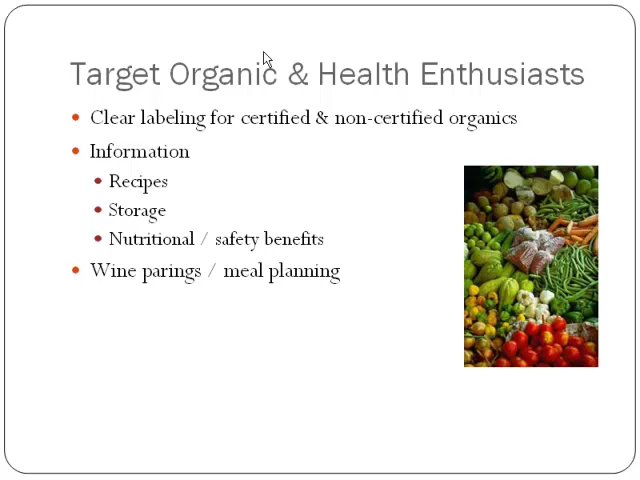 Target Organic & Health Enthusiasts
Clear labeling for certified & non-certified organics
Information
Recipes
Storage
Nutritional / safety benefits
Wine parings / meal planning